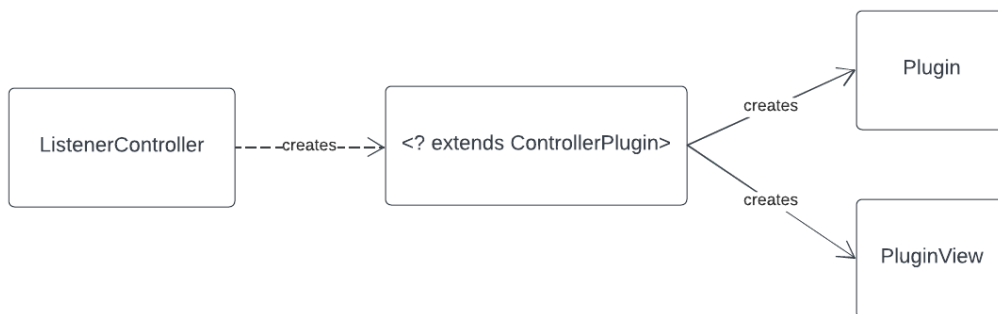 ListenerController
creates
<? extends ControllerPlugin>
creates
Plugin
creates
PluginView